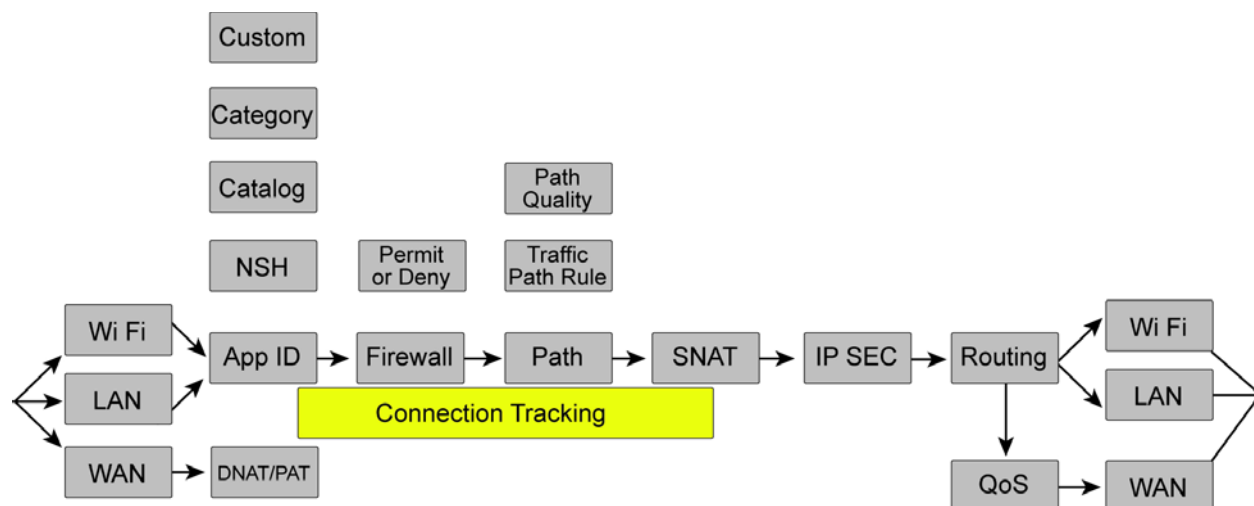 Custom
Category
Catalog
Path
Quality
NSH
Permit
or Deny
Traffic
Path Rule
Wi Fi
Wi Fi
App ID
Firewall
Path
SNAT
IP SEC
Routing
LAN
LAN
Connection Tracking
WAN
DNAT/PAT
QoS
WAN